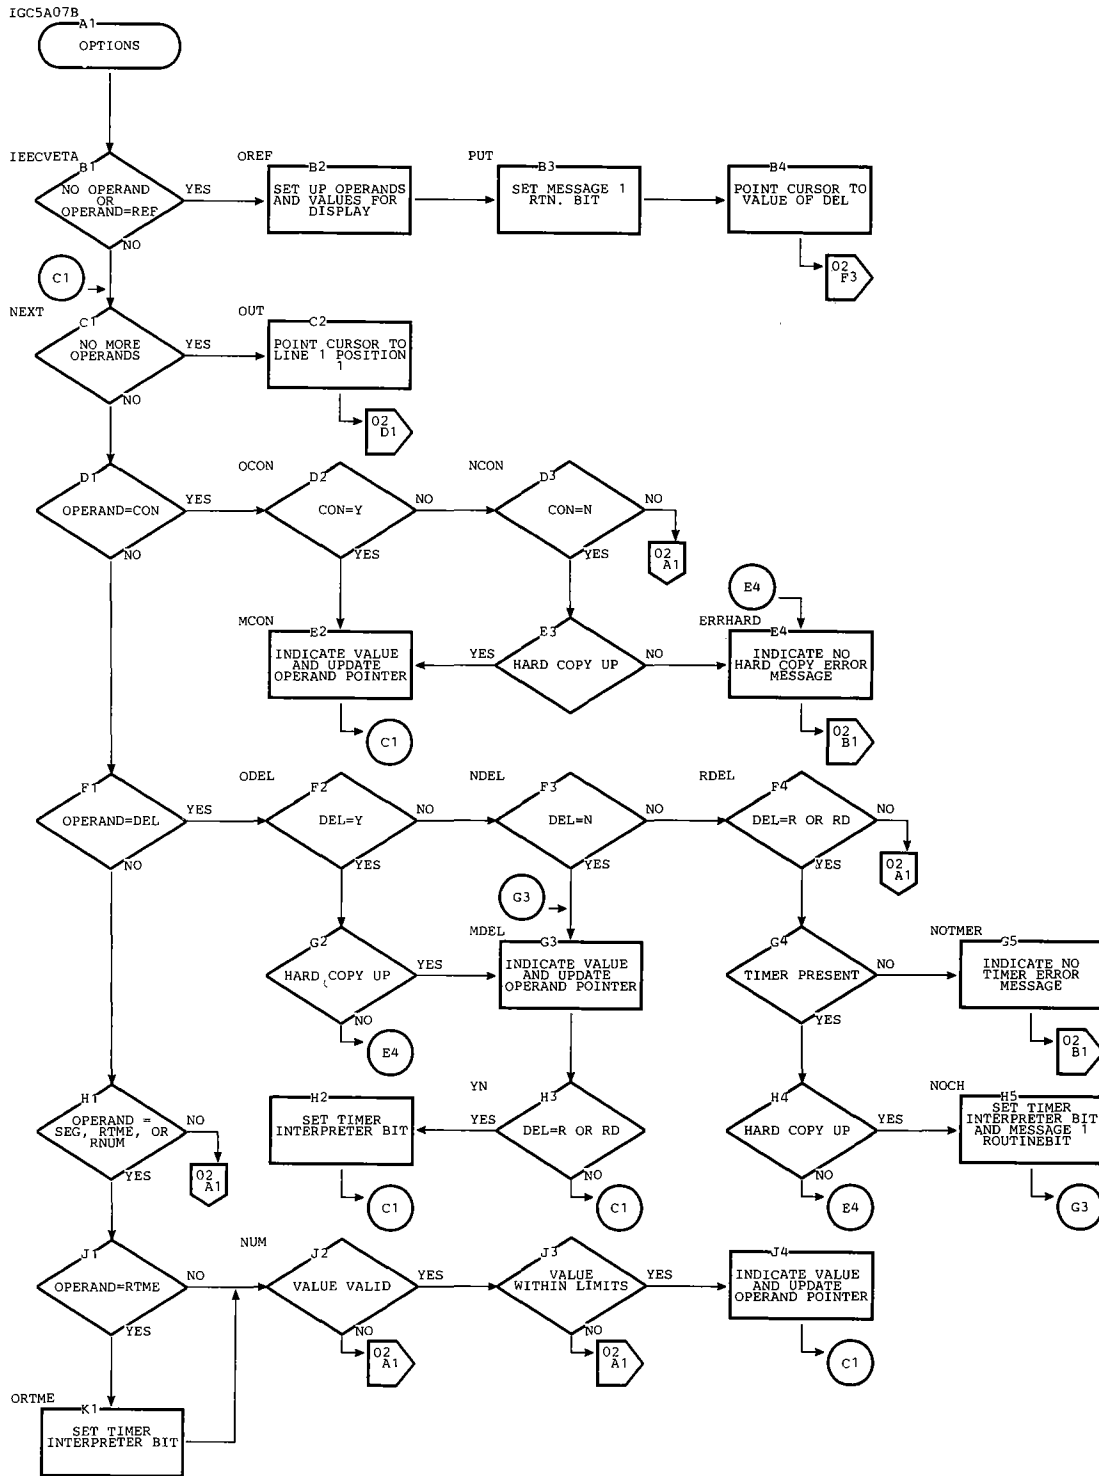 IGC5A07B
A1
OPTIONS
IEECVETA
B1
NO OPERAND
OR
OPERAND=REF
YES
NO
OREF
B2
SET UP OPERANDS
AND VALUES FOR
DISPLAY
PUT
B3
SET MESSAGE 1
RTN. BIT
B4
POINT CURSOR TO
VALUE OF DEL
02
F3
C1
NEXT
C1
NO MORE
OPERANDS
YES
NO
OUT
C2
POINT CURSOR TO
LINE 1 POSITION
1
02
D1
D1
OPERAND=CON
YES
NO
OCON
D2
CON=Y
NO
YES
NCON
D3
CON=N
NO
YES
02
A1
E4
MCON
E2
INDICATE VALUE
AND UPDATE
OPERAND POINTER
YES
E3
HARD COPY UP
NO
ERRHARD
E4
INDICATE NO
HARD COPY ERROR
MESSAGE
C1
02
B1
F1
OPERAND=DEL
YES
NO
ODEL
F2
DEL=Y
NO
YES
NDEL
F3
DEL=N
NO
YES
RDEL
F4
DEL=R OR RD
NO
YES
02
A1
G3
G2
HARD COPY UP
YES
NO
E4
MDEL
G3
INDICATE VALUE
AND UPDATE
OPERAND POINTER
G4
TIMER PRESENT
NO
YES
NOTMER
G5
INDICATE NO
TIMER ERROR
MESSAGE
02
B1
H1
OPERAND =
SEG, RTME, OR
RNUM
NO
YES
02
A1
H2
SET TIMER
INTERPRETER BIT
C1
YN
YES
H3
DEL=R OR RD
NO
C1
H4
HARD COPY UP
YES
NO
E4
NOCH
H5
SET TIMER
INTERPRETER BIT
AND MESSAGE 1
ROUTINEBIT
G3
J1
OPERAND=RTME
NO
YES
NUM
J2
VALUE VALID
YES
NO
02
A1
J3
VALUE
WITHIN LIMITS
YES
NO
02
A1
J4
INDICATE VALUE
AND UPDATE
OPERAND POINTER
C1
ORTME
K1
SET TIMER
INTERPRETER BIT